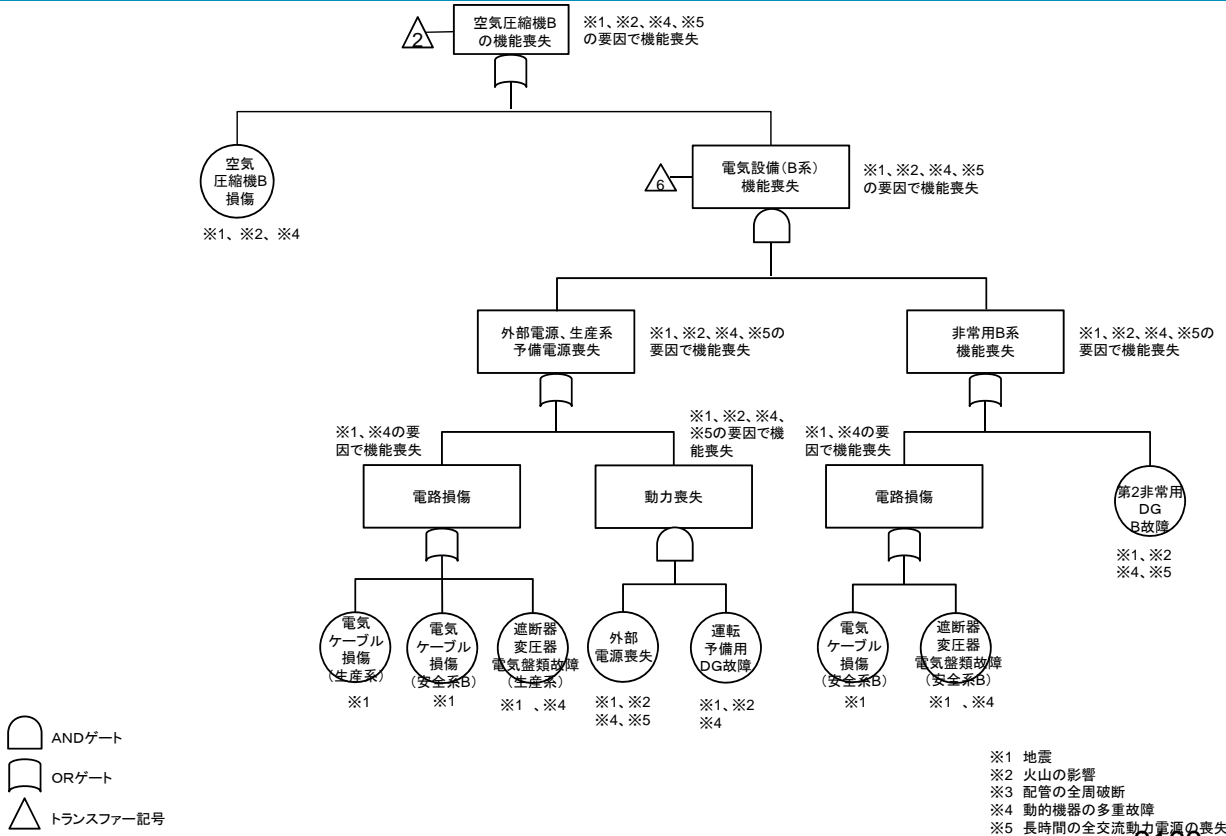 空気圧縮機B
の機能喪失
※1、※2、※4、※5
の要因で機能喪失
2
空気
圧縮機B
損傷
※1、※2、※4
電気設備(B系)
機能喪失
※1、※2、※4、※5
の要因で機能喪失
6
外部電源、生産系
予備電源喪失
※1、※2、※4、※5の
要因で機能喪失
非常用B系
機能喪失
※1、※2、※4、※5の
要因で機能喪失
※1、※4の要
因で機能喪失
電路損傷
※1、※2、※4、
※5の要因で機
能喪失
動力喪失
※1、※4の要
因で機能喪失
電路損傷
第2非常用
DG
B故障
※1、※2
※4、※5
電気
ケーブル
損傷
(生産系)
※1
電気
ケーブル
損傷
(安全系B)
※1
遮断器
変圧器
電気盤類故障
(生産系)
※1 、※4
外部
電源喪失
※1、※2
※4、※5
運転
予備用
DG故障
※1、※2
※4
電気
ケーブル
損傷
(安全系B)
※1
遮断器
変圧器
電気盤類故障
(安全系B)
※1 、※4
ANDゲート
ORゲート
トランスファー記号
※1 地震
※2 火山の影響
※3 配管の全周破断
※4 動的機器の多重故障
※5 長時間の全交流動力電源の喪失